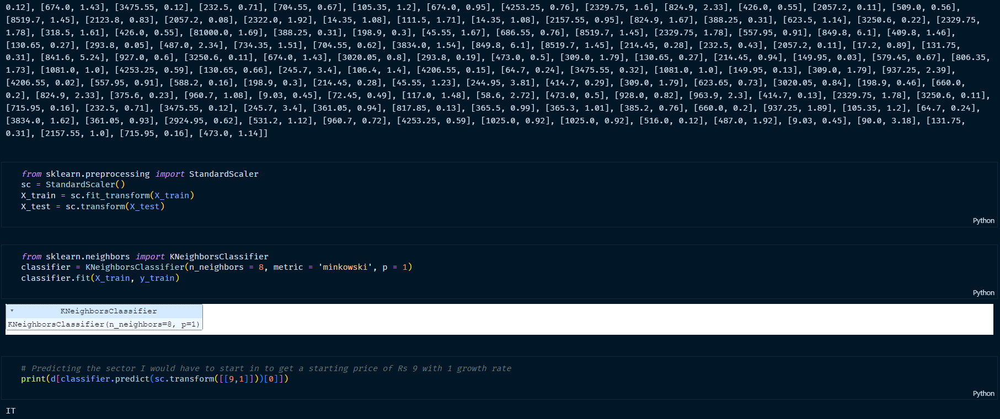 0.12], [674.0, 1.43], [3475.55, 0.12], [232.5, 0.71], [704.55, 0.67], [105.35, 1.2], [674.0, 0.95], [4253.25, 0.76], [2329.75, 1.6], [824.9, 2.33], [426.0, 0.55], [2057.2, 0.11], [509.0, 0.56],
[8519.7, 1.45], [2123.8, 0.83], [2057.2, 0.08], [2322.0, 1.92], [14.35, 1.08], [111.5, 1.71], [14.35, 1.08], [2157.55, 0.95], [824.9, 1.67], [388.25, 0.31], [623.5, 1.14], [3250.6, 0.22], [2329.75,
1.78], [318.5, 1.61], [426.0, 0.55], [81000.0, 1.69], [388.25, 0.31], [198.9, 0.3], [45.55, 1.67], [686.55, 0.76], [8519.7, 1.45], [2329.75, 1.78], [557.95, 0.91], [849.8, 6.1], [409.8, 1.46],
[130.65, 0.27], [293.8, 0.05], [487.0, 2.34], [734.35, 1.51], [704.55, 0.62], [3834.0, 1.54], [849.8, 6.1], [8519.7, 1.45], [214.45, 0.28], [232.5, 0.43], [2057.2, 0.11], [17.2, 0.89], [131.75,
0.31], [841.6, 5.24], [927.0, 0.6], [3250.6, 0.11], [674.0, 1.43], [3020.05, 0.8], [293.8, 0.19], [473.0, 0.5], [309.0, 1.79], [130.65, 0.27], [214.45, 0.94], [149.95, 0.03], [579.45, 0.67], [806.35,
1.73], [1081.0, 1.0], [4253.25, 0.59], [130.65, 0.66], [245.7, 3.4], [106.4, 1.4], [4206.55, 0.15], [64.7, 0.24], [3475.55, 0.32], [1081.0, 1.0], [149.95, 0.13], [309.0, 1.79], [937.25, 2.39],
[4206.55, 0.02], [557.95, 0.91], [588.2, 0.16], [198.9, 0.3], [214.45, 0.28], [45.55, 1.23], [244.95, 3.81], [414.7, 0.29], [309.0, 1.79], [623.65, 0.73], [3020.05, 0.84], [198.9, 0.46], [660.0,
0.2], [824.9, 2.33], [375.6, 0.23], [960.7, 1.08], [9.03, 0.45], [72.45, 0.49], [117.0, 1.48], [58.6, 2.72], [473.0, 0.5], [928.0, 0.82], [963.9, 2.3], [414.7, 0.13], [2329.75, 1.78], [3250.6, 0.11],
[715.95, 0.16], [232.5, 0.71], [3475.55, 0.12], [245.7, 3.4], [361.05, 0.94], [817.85, 0.13], [365.5, 0.99], [365.3, 1.01], [385.2, 0.76], [660.0, 0.2], [937.25, 1.89], [105.35, 1.2], [64.7, 0.24],
[3834.0, 1.62], [361.05, 0.93], [2924.95, 0.62], [531.2, 1.12], [960.7, 0.72], [4253.25, 0.59], [1025.0, 0.92], [1025.0, 0.92], [516.0, 0.12], [487.0, 1.92], [9.03, 0.45], [90.0, 3.18], [131.75,
0.31], [2157.55, 1.0], [715.95, 0.16], [473.0, 1.14]]
from sklearn.preprocessing import StandardScaler
sc = StandardScaler()
X_train = sc.fit_transform(X_train)
X_test = sc.transform(X_test)
Python
from sklearn.neighbors import KNeighborsClassifier
classifier = KNeighborsClassifier(n_neighbors = 8, metric = 'minkowski', p = 1)
classifier.fit(X_train, y_train)
Python
KNeighborsClassifier
KNeighborsClassifier(n_neighbors=8, p=1)
# Predicting the sector I would have to start in to get a starting price of Rs 9 with 1 growth rate
print(d[classifier.predict(sc.transform([[9,1]]))[0]])
Python
IT